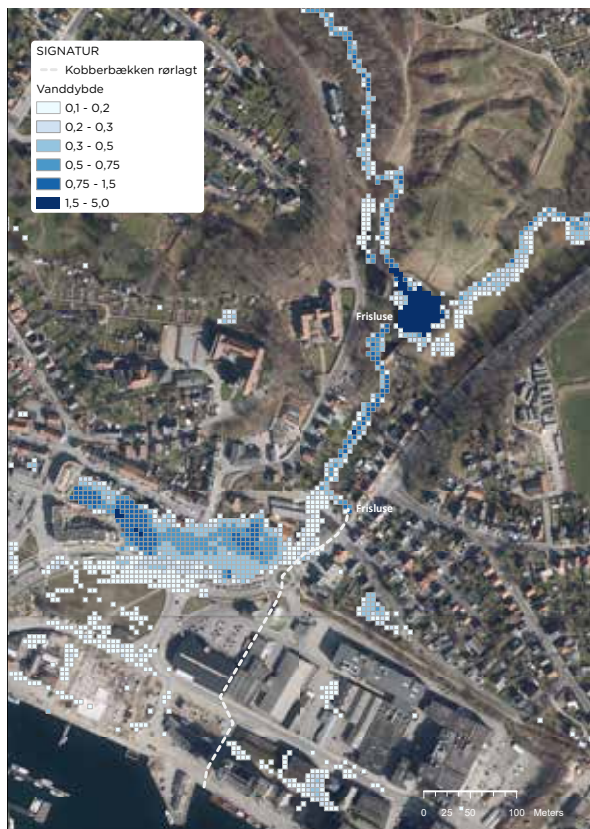 SIGNATUR
Kobberbækken rørlagt
Vanddybde
0,1 - 0,2
0,2 - 0,3
0,3 - 0,5
0,5 - 0,75
0,75 - 1,5
1,5 - 5,0
Frisluse
Frisluse
0 25 50 100 Meters